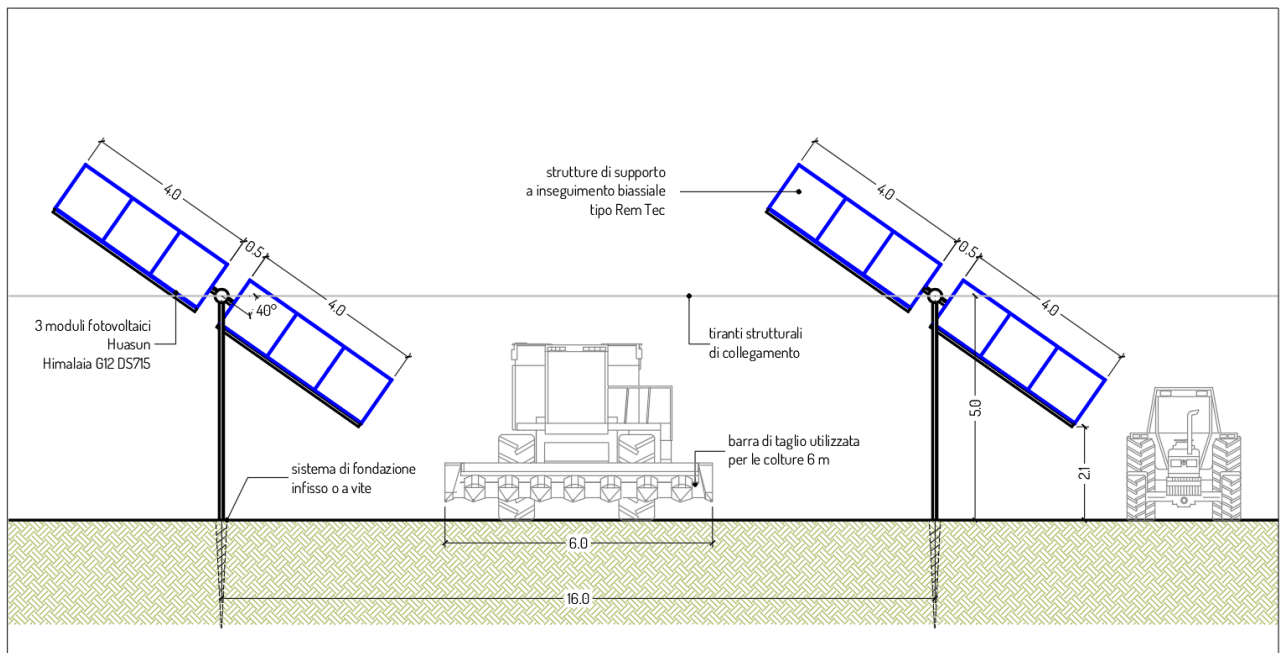 4.0
0.5
4.0
40°
3 moduli fotovoltaici
Huasun
Himalaia G12 DS715
strutture di supporto
a inseguimento biassiale
tipo Rem Tec
4.0
0.5
4.0
tiranti strutturali
di collegamento
5.0
2.1
barra di taglio utilizzata
per le colture 6 m
sistema di fondazione
infisso o a vite
6.0
16.0